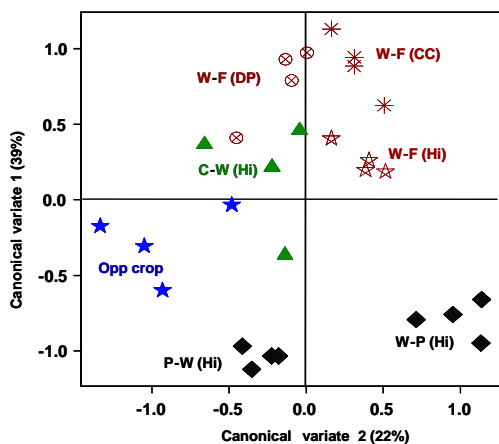 1.0
0.5
0.0
-0.5
-1.0
Canonical variate 1 (39%)
W-F (CC)
W-F (DP)
W-F (Hi)
C-W (Hi)
Opp crop
W-P (Hi)
P-W (Hi)
-1.0
-0.5
0.0
0.5
1.0
Canonical variate 2 (22%)